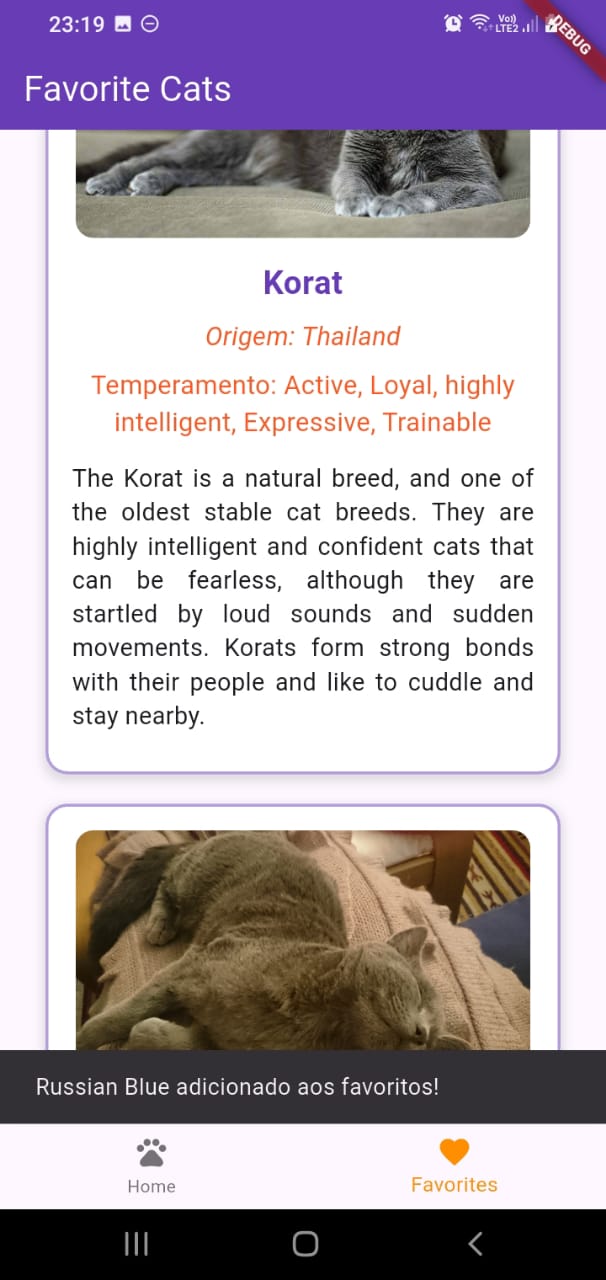 23:19
Vo))
LTE2
DEBUG
Favorite Cats
Korat
Origem: Thailand
Temperamento: Active, Loyal, highly
intelligent, Expressive, Trainable
The Korat is a natural breed, and one of
the oldest stable cat breeds. They are
highly intelligent and confident cats that
can be fearless, although they are
startled by loud sounds and sudden
movements. Korats form strong bonds
with their people and like to cuddle and
stay nearby.
Russian Blue adicionado aos favoritos!
Home
Favorites